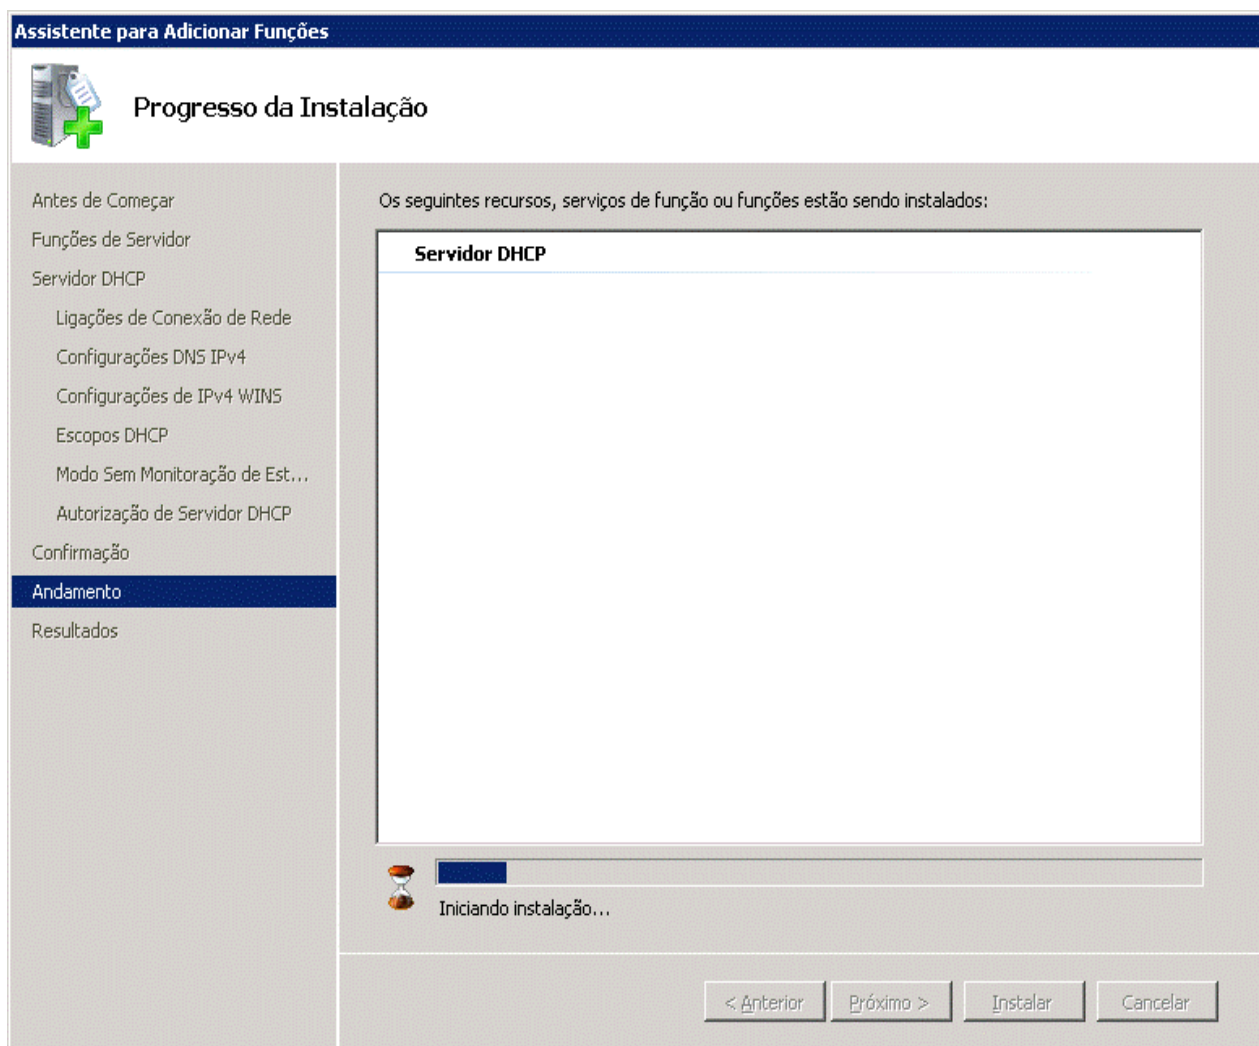 Assistente para Adicionar Funções
Progresso da Instalação
Antes de Começar
Funções de Servidor
Servidor DHCP
Ligações de Conexão de Rede
Configurações DNS IPv4
Configurações de IPv4 WINS
Escopos DHCP
Modo Sem Monitoração de Est...
Autorização de Servidor DHCP
Confirmação
Andamento
Resultados
Os seguintes recursos, serviços de função ou funções estão sendo instalados:
Servidor DHCP
Iniciando instalação...
< Anterior
Próximo >
Instalar
Cancelar